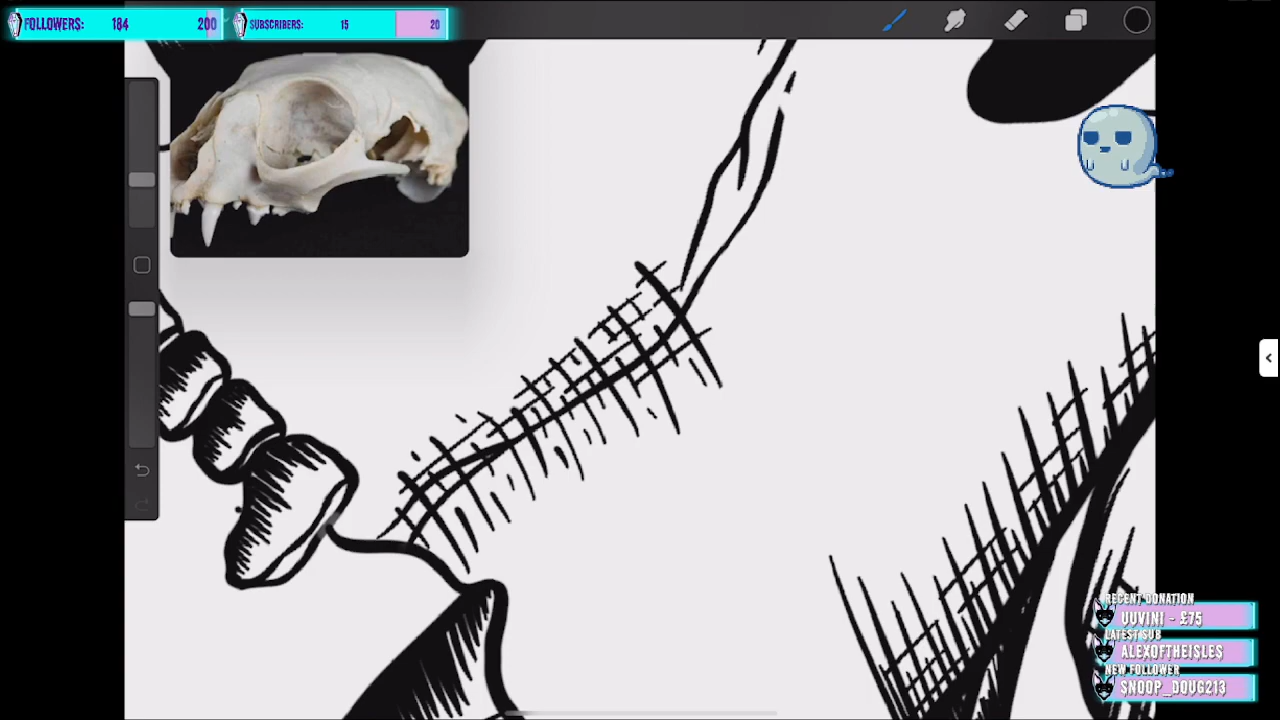 FOLLOWERS: 184 200
SUBSCRIBERS: 15 20
RECENT DONATION
UUVINI - £75
LATEST SUB
ALEXOFTHEISLES
NEW FOLLOWER
SNOOP_DOUG213